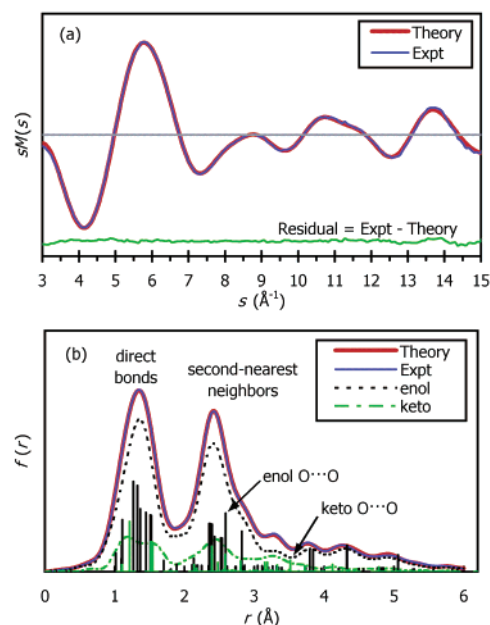 (a)
Theory
Expt
sM(s)
Residual = Expt - Theory
3 4 5 6 7 8 9 10 11 12 13 14 15
s (Å⁻¹)
(b)
direct
bonds
second-nearest
neighbors
Theory
Expt
enol
keto
f (r)
enol O···O
keto O···O
0 1 2 3 4 5 6
r (Å)